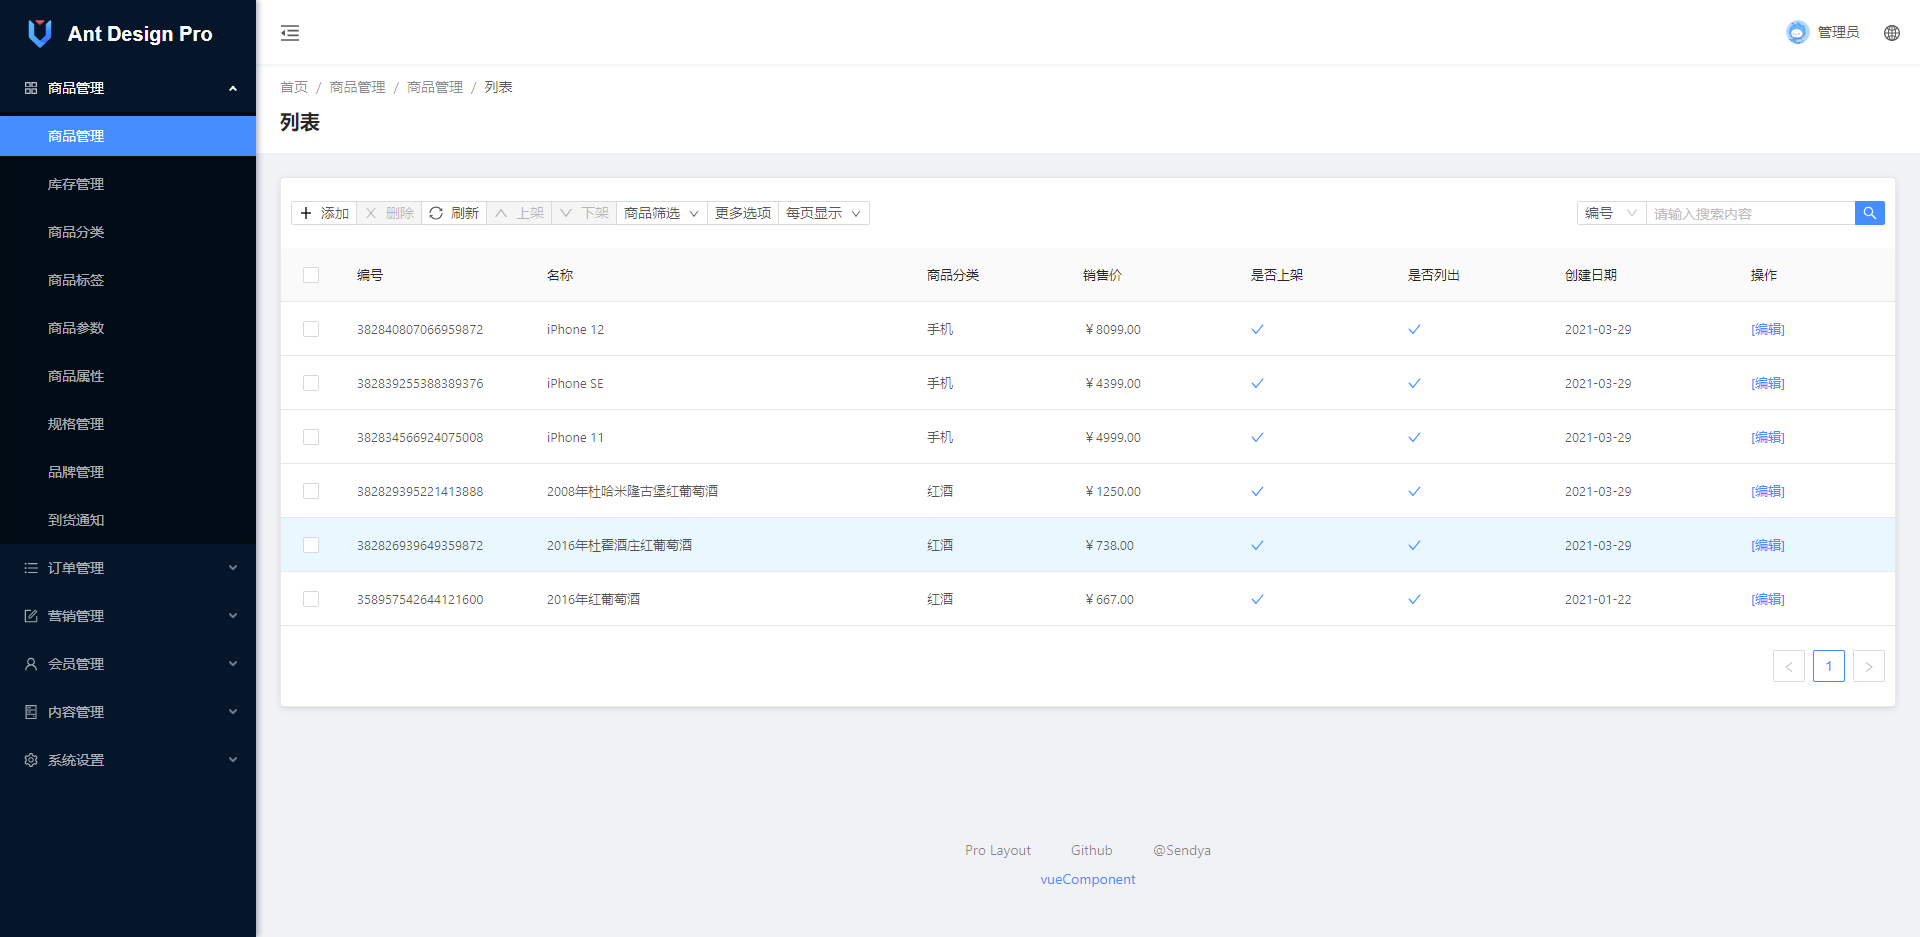 Ant Design Pro
管理员
商品管理
商品管理
库存管理
商品分类
商品标签
商品参数
商品属性
规格管理
品牌管理
到货通知
订单管理
营销管理
会员管理
内容管理
系统设置
首页 / 商品管理 / 商品管理 / 列表
列表
添加 删除 刷新 上架 下架 商品筛选 更多选项 每页显示
编号 请输入搜索内容
编号 名称 商品分类 销售价 是否上架 是否列出 创建日期 操作
382840807066959872 iPhone 12 手机 ￥8099.00 2021-03-29 [编辑]
382839255388389376 iPhone SE 手机 ￥4399.00 2021-03-29 [编辑]
382834566924075008 iPhone 11 手机 ￥4999.00 2021-03-29 [编辑]
382829395221413888 2008年杜哈米隆古堡红葡萄酒 红酒 ￥1250.00 2021-03-29 [编辑]
382826939649359872 2016年杜霍酒庄红葡萄酒 红酒 ￥738.00 2021-03-29 [编辑]
358957542644121600 2016年红葡萄酒 红酒 ￥667.00 2021-01-22 [编辑]
< 1 >
Pro Layout Github @Sendya
vueComponent